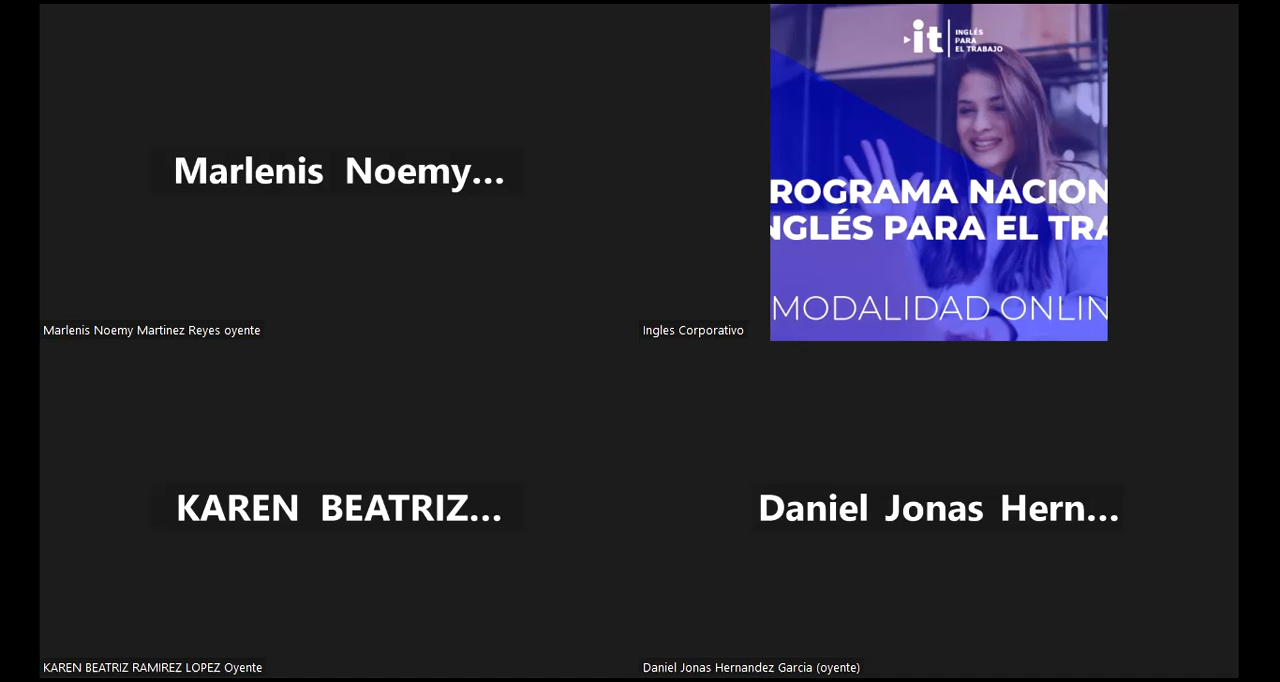 Marlenis Noemy...
Marlenis Noemy Martinez Reyes oyente
it
INGLÉS
PARA
EL TRABAJO
ROGRAMA NACION
NGLÉS PARA EL TRA
MODALIDAD ONLIN
Ingles Corporativo
KAREN BEATRIZ...
KAREN BEATRIZ RAMIREZ LOPEZ Oyente
Daniel Jonas Hern...
Daniel Jonas Hernandez Garcia (oyente)